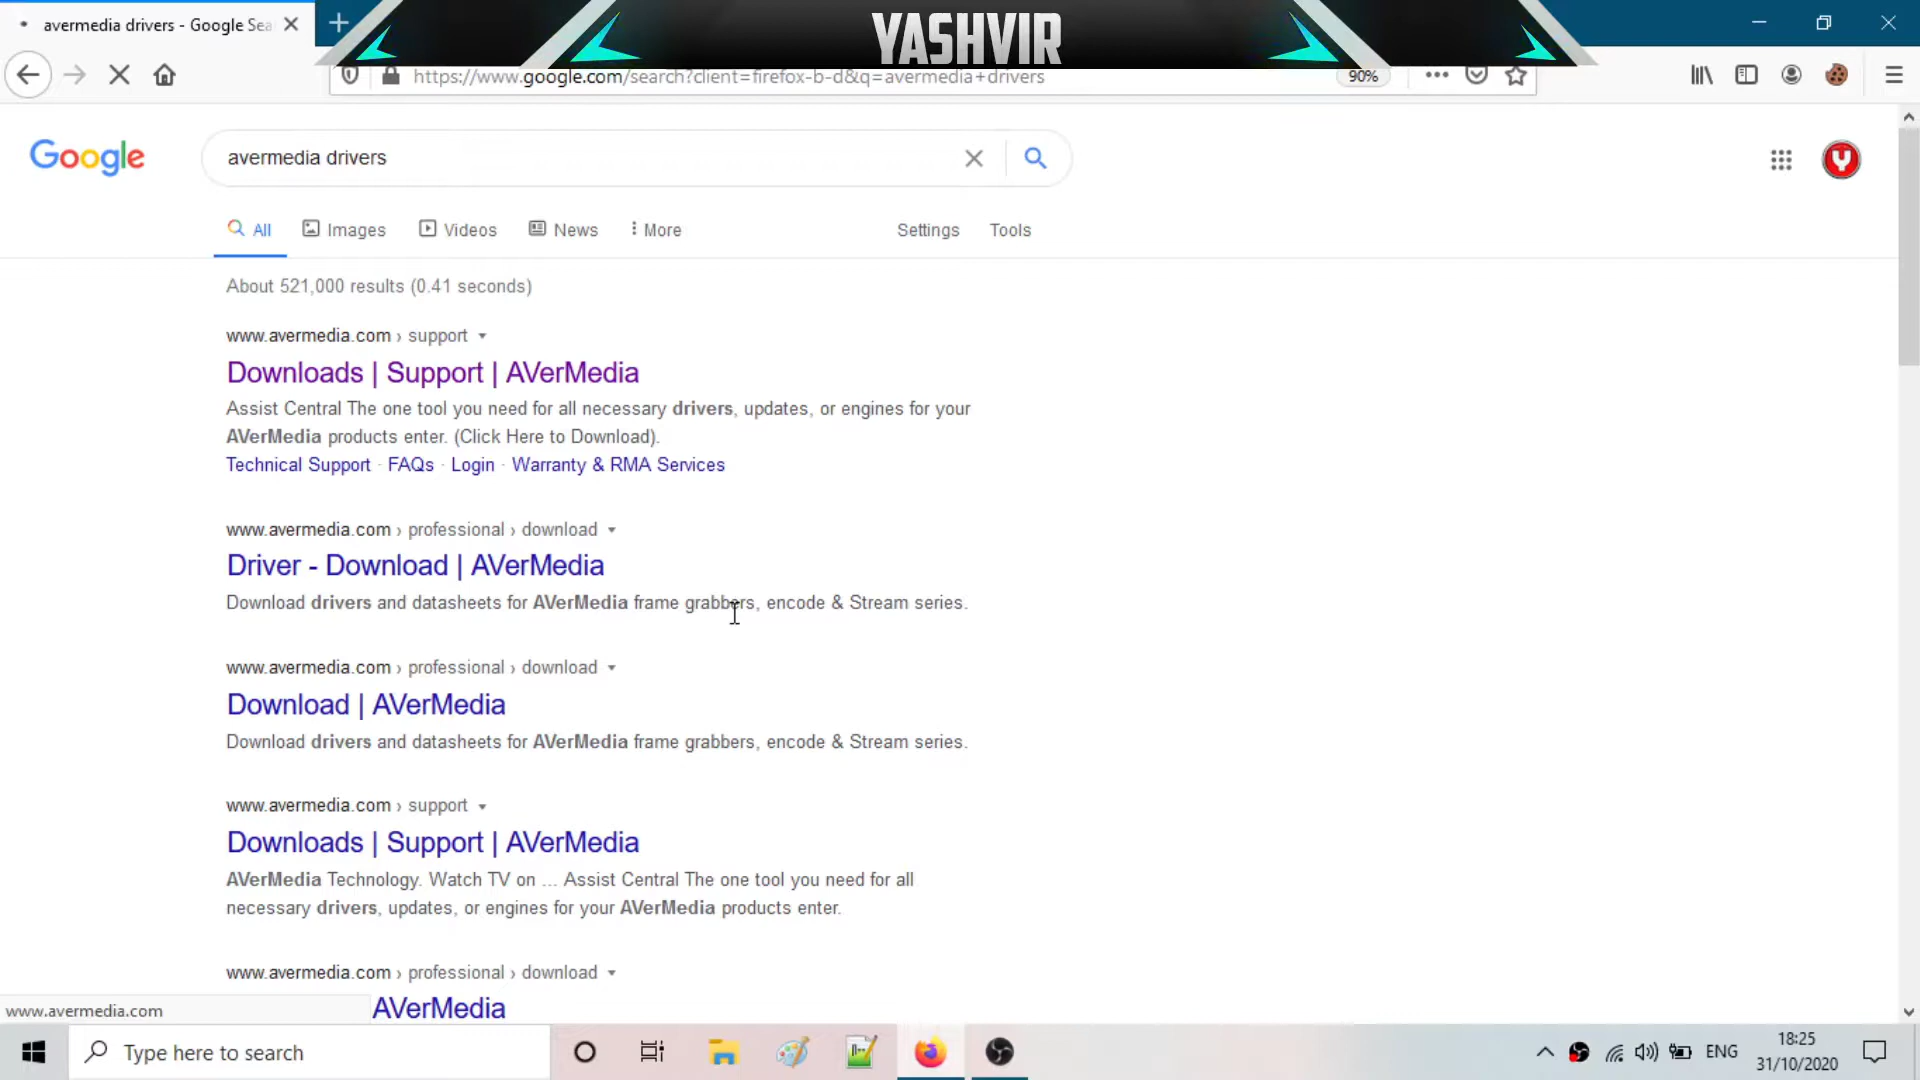 avermedia drivers - Google Sea
YASHVIR
https://www.google.com/search?client=firefox-b-d&q=avermedia+drivers
90%
Google
avermedia drivers
All
Images
Videos
News
More
Settings
Tools
About 521,000 results (0.41 seconds)
www.avermedia.com › support
Downloads | Support | AVerMedia
Assist Central The one tool you need for all necessary drivers, updates, or engines for your
AVerMedia products enter. (Click Here to Download).
Technical Support · FAQs · Login · Warranty & RMA Services
www.avermedia.com › professional › download
Driver - Download | AVerMedia
Download drivers and datasheets for AVerMedia frame grabbers, encode & Stream series.
www.avermedia.com › professional › download
Download | AVerMedia
Download drivers and datasheets for AVerMedia frame grabbers, encode & Stream series.
www.avermedia.com › support
Downloads | Support | AVerMedia
AVerMedia Technology. Watch TV on ... Assist Central The one tool you need for all
necessary drivers, updates, or engines for your AVerMedia products enter.
www.avermedia.com › professional › download
AVerMedia
www.avermedia.com
Type here to search
ENG
18:25
31/10/2020